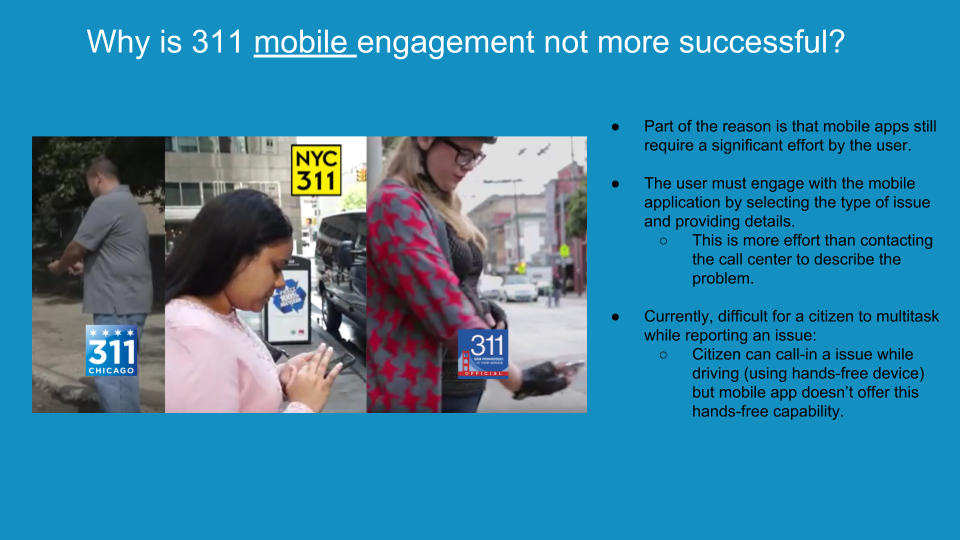 Why is 311 mobile engagement not more successful?
NYC
311
311
CHICAGO
311
SAN FRANCISCO
OFFICIAL
● Part of the reason is that mobile apps still
require a significant effort by the user.
● The user must engage with the mobile
application by selecting the type of issue
and providing details.
○ This is more effort than contacting
the call center to describe the
problem.
● Currently, difficult for a citizen to multitask
while reporting an issue:
○ Citizen can call-in a issue while
driving (using hands-free device)
but mobile app doesn’t offer this
hands-free capability.